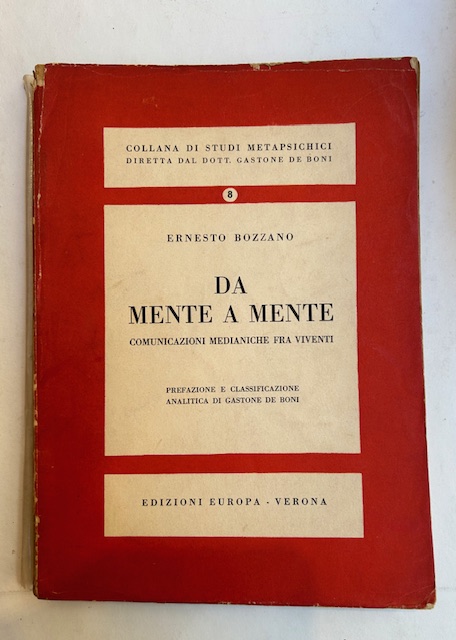 COLLANA DI STUDI METAPSICHICI
DIRETTA DAL DOTT. GASTONE DE BONI
8
ERNESTO BOZZANO
DA
MENTE A MENTE
COMUNICAZIONI MEDIANICHE FRA VIVENTI
PREFAZIONE E CLASSIFICAZIONE
ANALITICA DI GASTONE DE BONI
EDIZIONI EUROPA - VERONA